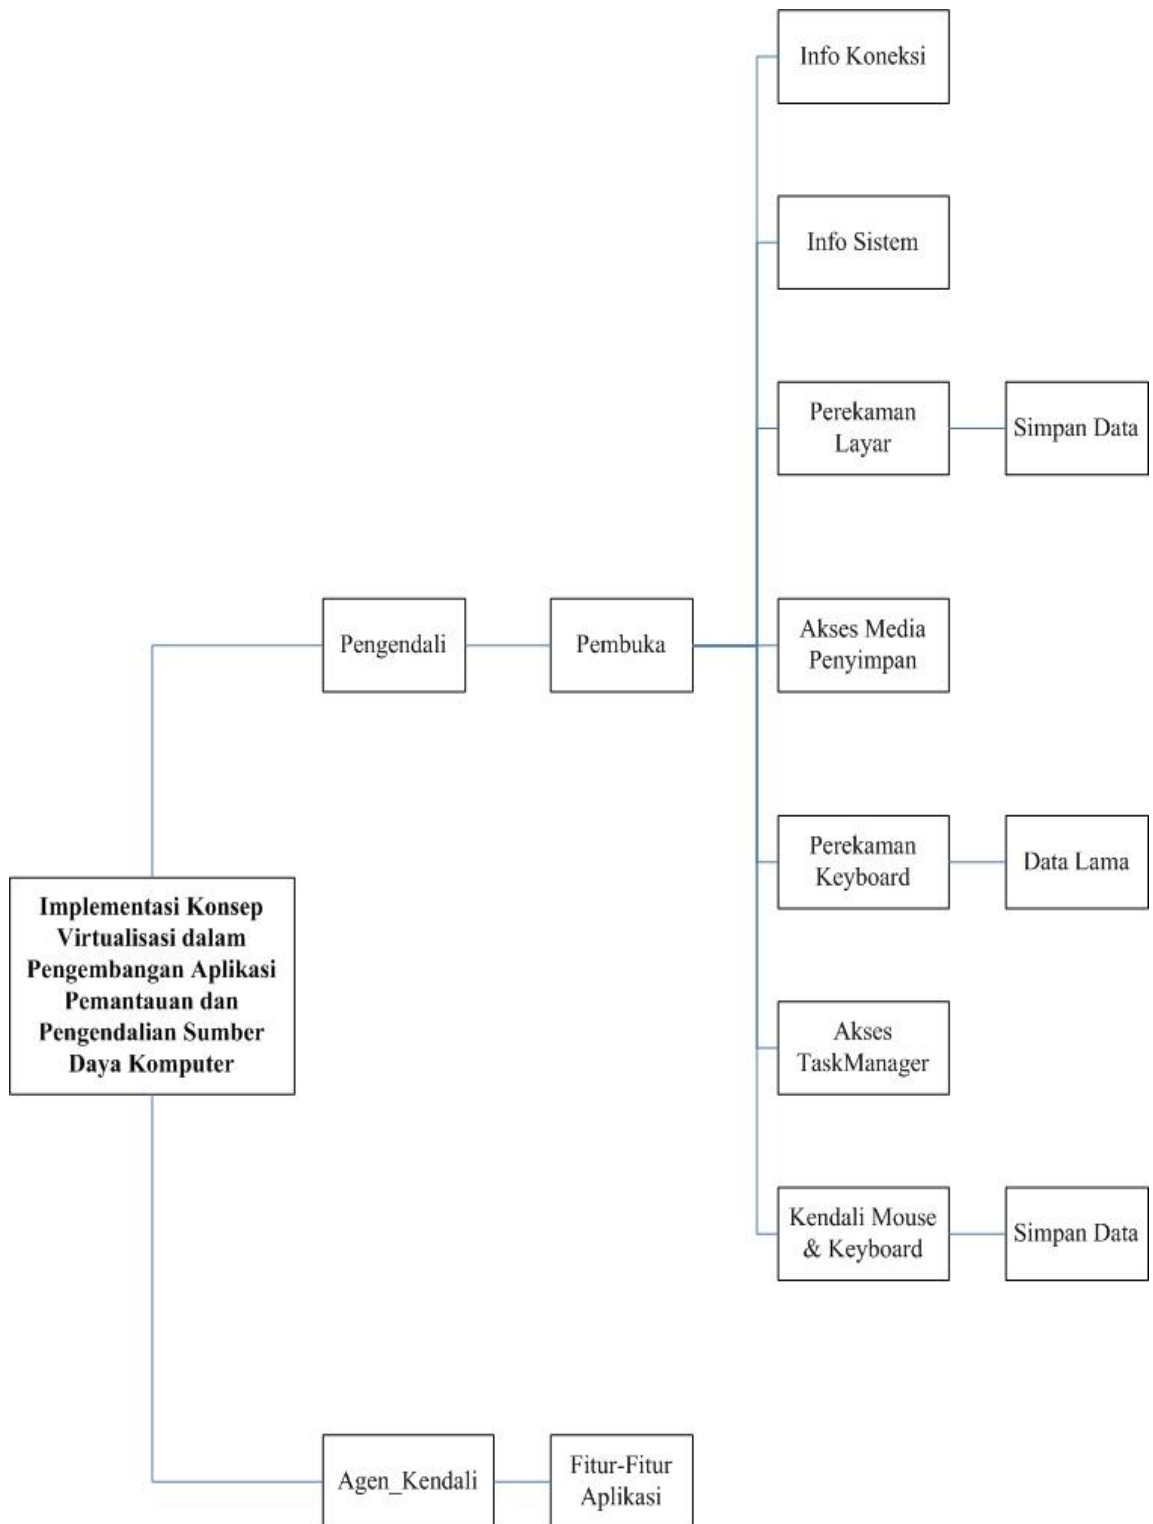 Info Koneksi
Info Sistem
Perekaman
Layar
Simpan Data
Pengendali
Pembuka
Akses Media
Penyimpan
Perekaman
Keyboard
Data Lama
Implementasi Konsep
Virtualisasi dalam
Pengembangan Aplikasi
Pemantauan dan
Pengendalian Sumber
Daya Komputer
Akses
TaskManager
Kendali Mouse
& Keyboard
Simpan Data
Agen_Kendali
Fitur-Fitur
Aplikasi